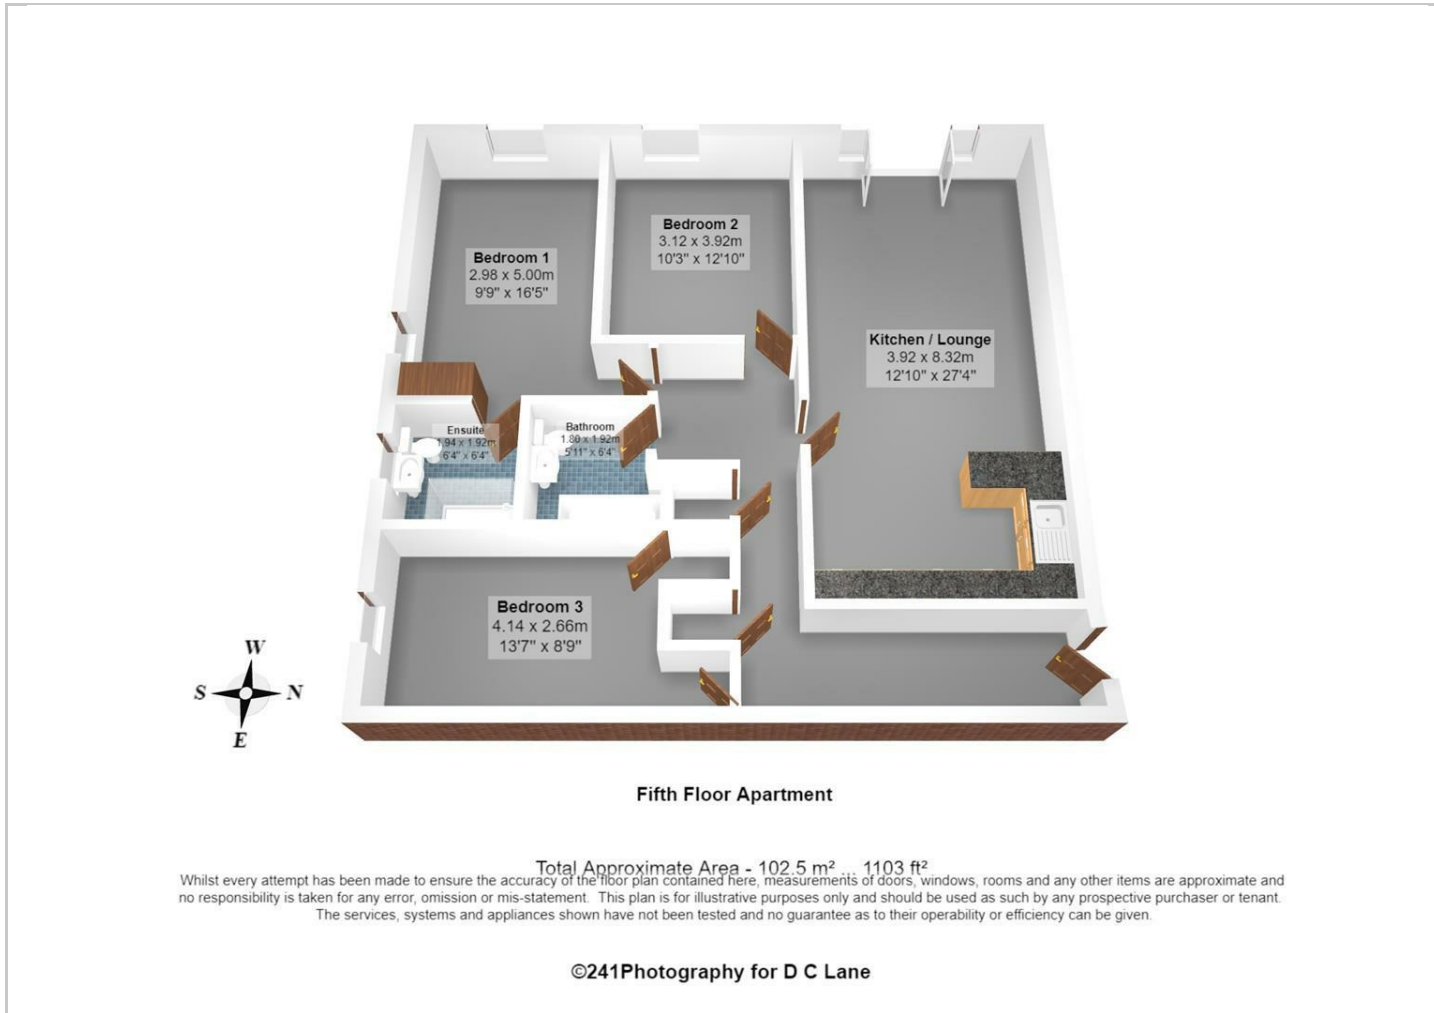 Bedroom 1
2.98 x 5.00m
9'9" x 16'5"
Bedroom 2
3.12 x 3.92m
10'3" x 12'10"
Kitchen / Lounge
3.92 x 8.32m
12'10" x 27'4"
Ensuite
1.94 x 1.92m
6'4" x 6'4"
Bathroom
1.80 x 1.92m
5'11" x 6'4"
Bedroom 3
4.14 x 2.66m
13'7" x 8'9"
W
S N
E
Fifth Floor Apartment
Total Approximate Area - 102.5 m² ... 1103 ft²
Whilst every attempt has been made to ensure the accuracy of the floor plan contained here, measurements of doors, windows, rooms and any other items are approximate and
no responsibility is taken for any error, omission or mis-statement. This plan is for illustrative purposes only and should be used as such by any prospective purchaser or tenant.
The services, systems and appliances shown have not been tested and no guarantee as to their operability or efficiency can be given.
©241Photography for D C Lane